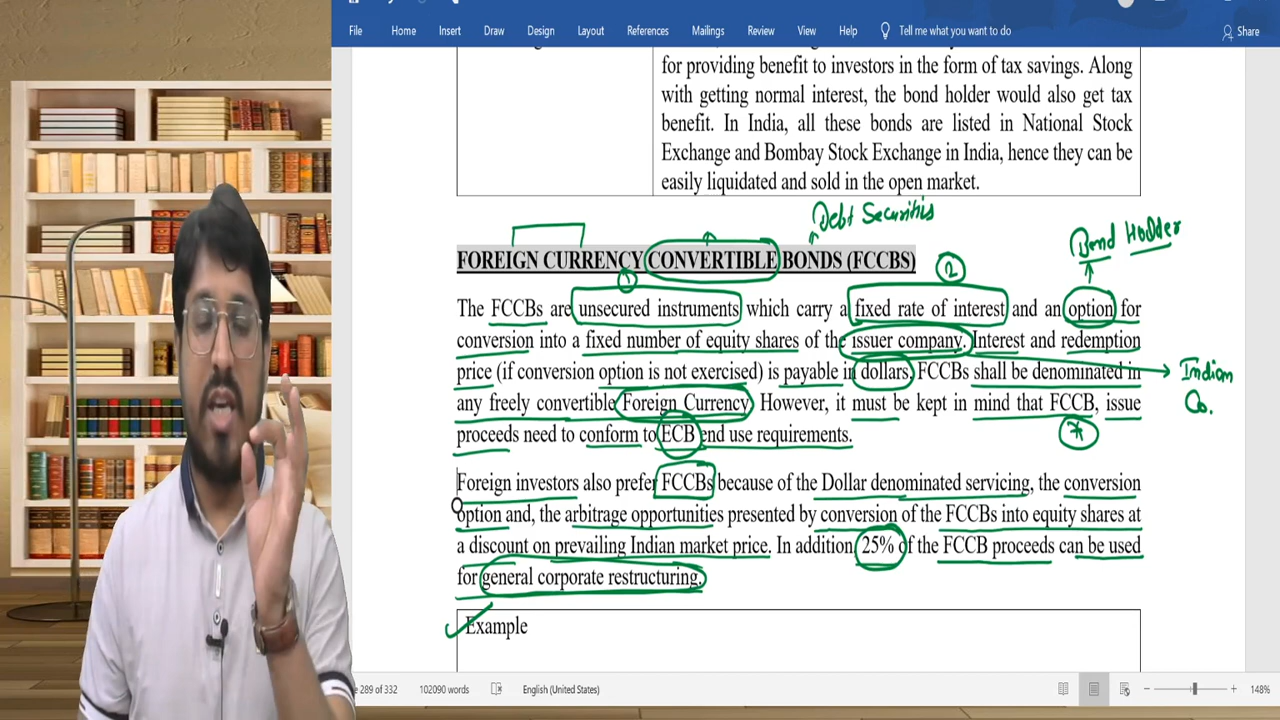 File Home Insert Draw Design Layout References Mailings Review View Help Tell me what you want to do Share
for providing benefit to investors in the form of tax savings. Along
with getting normal interest, the bond holder would also get tax
benefit. In India, all these bonds are listed in National Stock
Exchange and Bombay Stock Exchange in India, hence they can be
easily liquidated and sold in the open market.
Debt Securities
Bond Holder
FOREIGN CURRENCY CONVERTIBLE BONDS (FCCBS)
1
2
The FCCBs are unsecured instruments which carry a fixed rate of interest and an option for
conversion into a fixed number of equity shares of the issuer company. Interest and redemption
price (if conversion option is not exercised) is payable in dollars. FCCBs shall be denominated in
Indian
any freely convertible Foreign Currency. However, it must be kept in mind that FCCB, issue
Co.
proceeds need to conform to ECB end use requirements.
Foreign investors also prefer FCCBs because of the Dollar denominated servicing, the conversion
option and, the arbitrage opportunities presented by conversion of the FCCBs into equity shares at
a discount on prevailing Indian market price. In addition, 25% of the FCCB proceeds can be used
for general corporate restructuring.
Example
289 of 332 102090 words English (United States) 148%